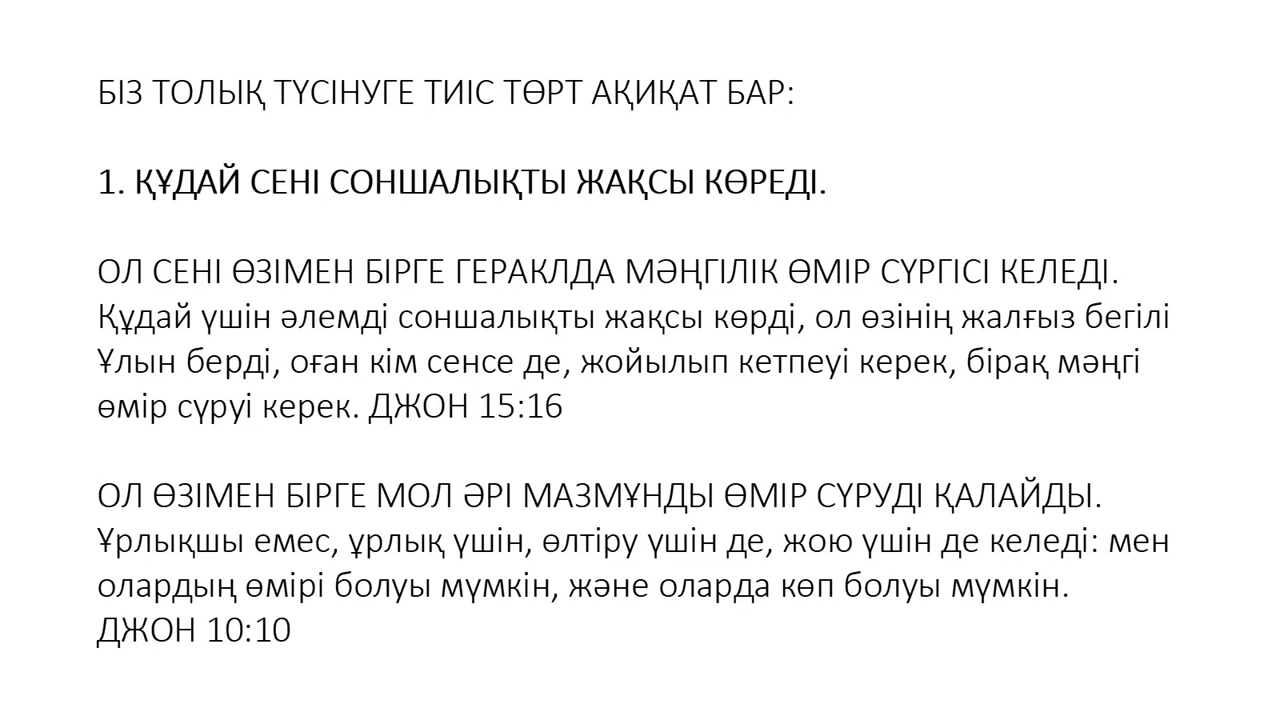 БІЗ ТОЛЫҚ ТҮСІНУГЕ ТИІС ТӨРТ АҚИҚАТ БАР:
1. ҚҰДАЙ СЕНІ СОНШАЛЫҚТЫ ЖАҚСЫ КӨРЕДІ.
ОЛ СЕНІ ӨЗІМЕН БІРГЕ ГЕРАКЛДА МӘҢГІЛІК ӨМІР СҮРГІСІ КЕЛЕДІ.
Құдай үшін әлемді соншалықты жақсы көрді, ол өзінің жалғыз бегілі
Ұлын берді, оған кім сенсе де, жойылып кетпеуі керек, бірақ мәңгі
өмір сүруі керек. ДЖОН 15:16
ОЛ ӨЗІМЕН БІРГЕ МОЛ ӘРІ МАЗМҰНДЫ ӨМІР СҮРУДІ ҚАЛАЙДЫ.
Ұрлықшы емес, ұрлық үшін, өлтіру үшін де, жою үшін де келеді: мен
олардың өмірі болуы мүмкін, және оларда көп болуы мүмкін.
ДЖОН 10:10